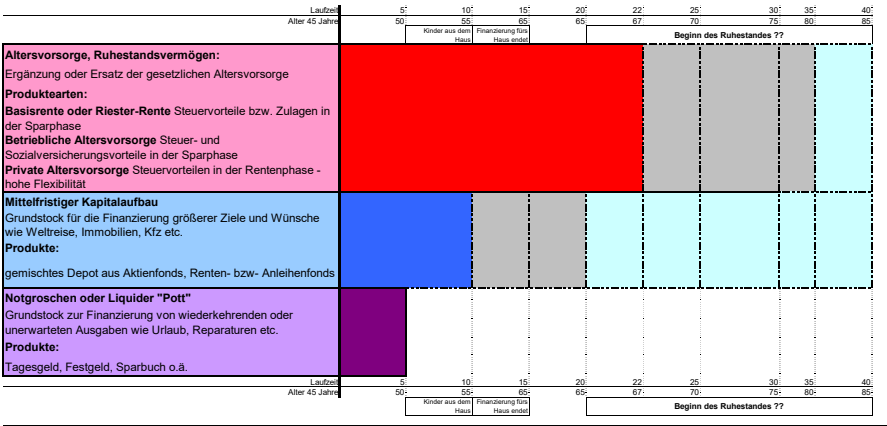 Laufzeit 5 10 15 20 22 25 30 35 40
Alter 45 Jahre 50 55 65 65 67 70 75 80 85
Kinder aus dem Haus Finanzierung fürs Haus endet Beginn des Ruhestandes ??
Altersvorsorge, Ruhestandsvermögen:
Ergänzung oder Ersatz der gesetzlichen Altersvorsorge
Produktearten:
Basisrente oder Riester-Rente Steuervorteile bzw. Zulagen in
der Sparphase
Betriebliche Altersvorsorge Steuer- und
Sozialversicherungsvorteile in der Sparphase
Private Altersvorsorge Steuervorteilen in der Rentenphase -
hohe Flexibilität
Mittelfristiger Kapitalaufbau
Grundstock für die Finanzierung größerer Ziele und Wünsche
wie Weltreise, Immobilien, Kfz etc.
Produkte:
gemischtes Depot aus Aktienfonds, Renten- bzw- Anleihenfonds
Notgroschen oder Liquider "Pott"
Grundstock zur Finanzierung von wiederkehrenden oder
unerwarteten Ausgaben wie Urlaub, Reparaturen etc.
Produkte:
Tagesgeld, Festgeld, Sparbuch o.ä.
Laufzeit 5 10 15 20 22 25 30 35 40
Alter 45 Jahre 50 55 65 65 67 70 75 80 85
Kinder aus dem Haus Finanzierung fürs Haus endet Beginn des Ruhestandes ??